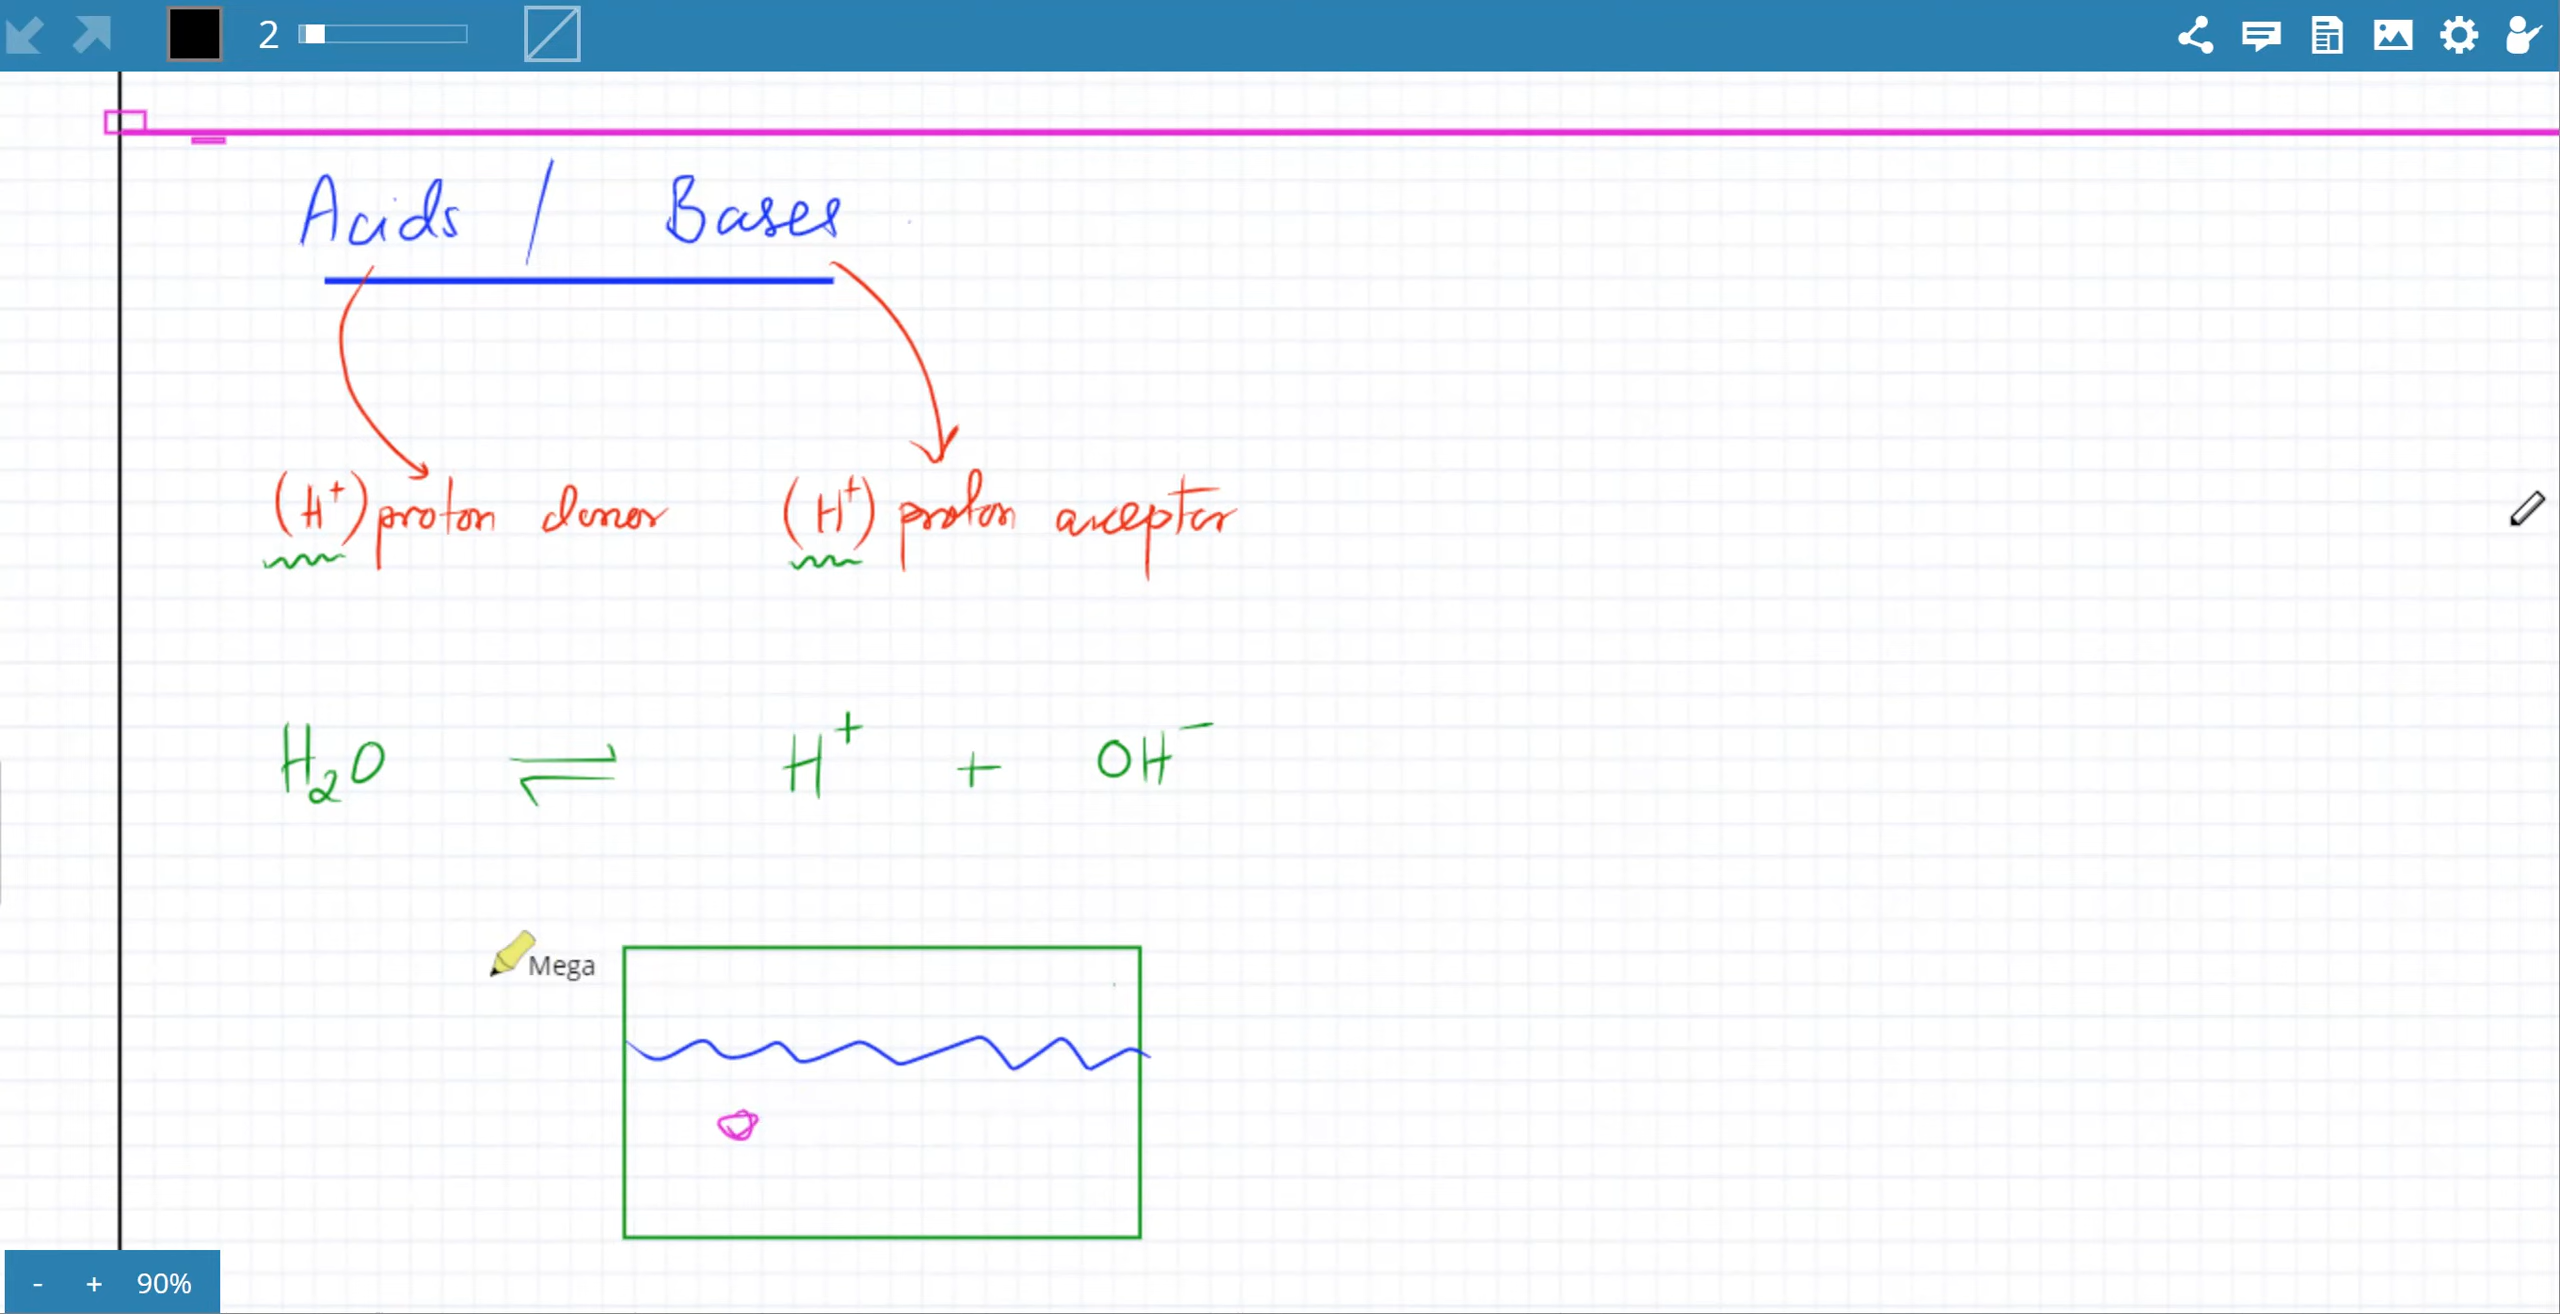 2
Acids / Bases
(H⁺) proton donor (H⁺) proton acceptor
H₂O ⇌ H⁺ + OH⁻
Mega
- + 90%